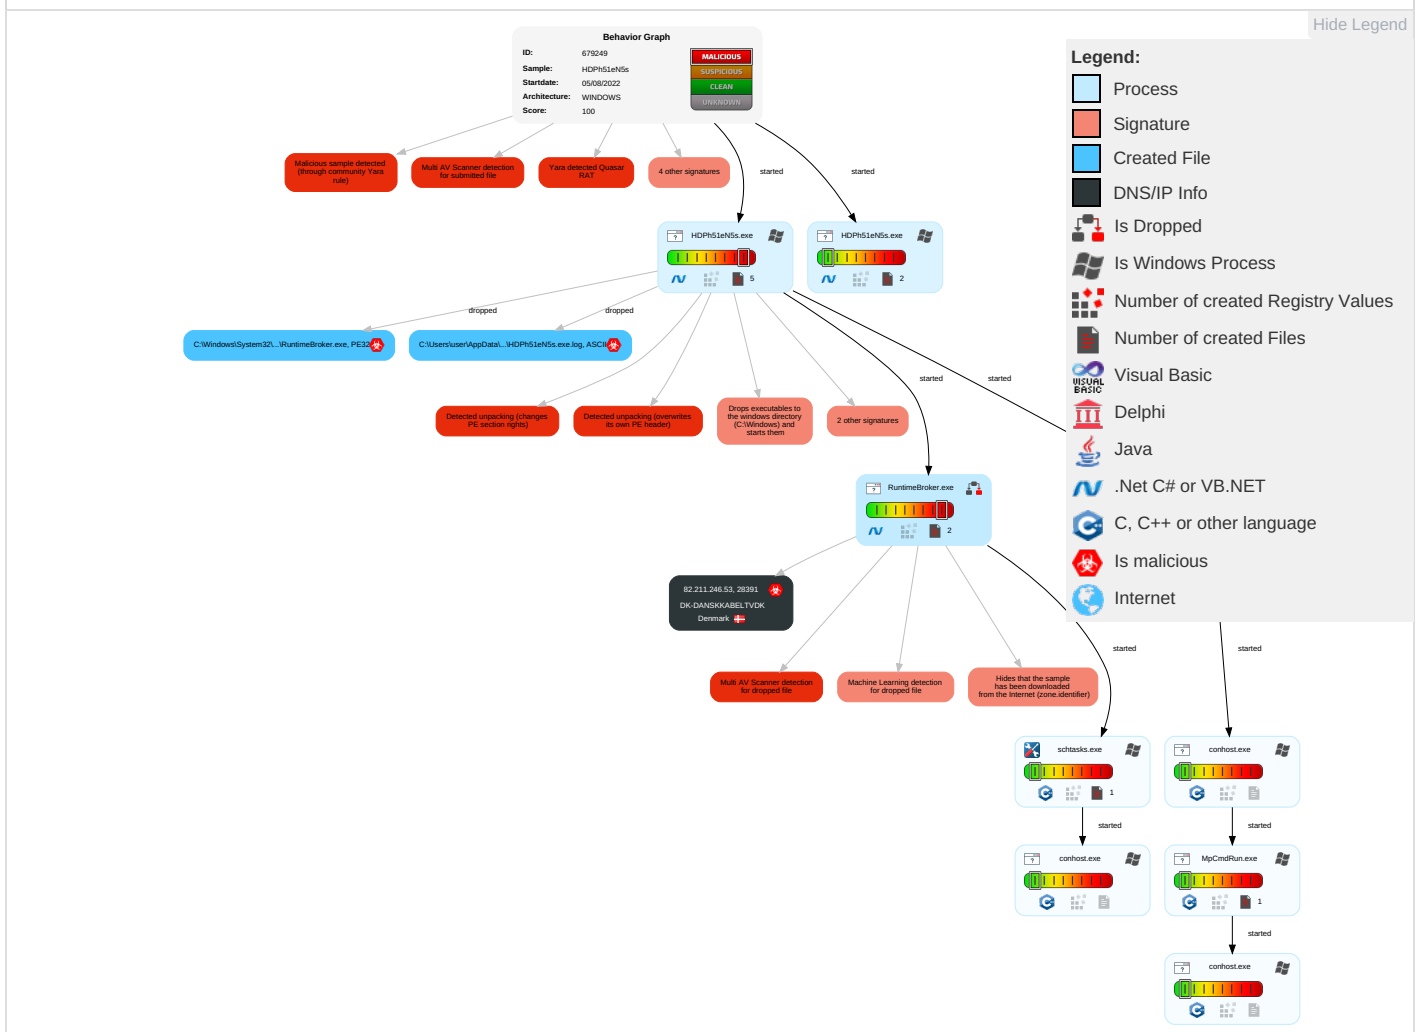 Hide Legend
Legend:
Process
Signature
Created File
DNS/IP Info
Is Dropped
Is Windows Process
Number of created Registry Values
Number of created Files
Visual Basic
VISUAL
BASIC
Delphi
Java
.Net C# or VB.NET
C, C++ or other language
Is malicious
Internet
Behavior Graph
ID: 679249
Sample: HDPh51eN5s
Startdate: 05/08/2022
Architecture: WINDOWS
Score: 100
MALICIOUS
SUSPICIOUS
CLEAN
UNKNOWN
Malicious sample detected
(through community Yara
rule)
Multi AV Scanner detection
for submitted file
Yara detected Quasar
RAT
4 other signatures
started
started
HDPh51eN5s.exe
5
HDPh51eN5s.exe
2
dropped
dropped
C:\Windows\System32\...\RuntimeBroker.exe, PE32
C:\Users\user\AppData\...\HDPh51eN5s.exe.log, ASCII
started
started
Detected unpacking (changes
PE section rights)
Detected unpacking (overwrites
its own PE header)
Drops executables to
the windows directory
(C:\Windows) and
starts them
2 other signatures
RuntimeBroker.exe
2
82.211.246.53, 28391
DK-DANSKKABELTVDK
Denmark
started
started
Multi AV Scanner detection
for dropped file
Machine Learning detection
for dropped file
Hides that the sample
has been downloaded
from the Internet (zone.identifier)
schtasks.exe
1
conhost.exe
started
started
conhost.exe
MpCmdRun.exe
1
started
conhost.exe